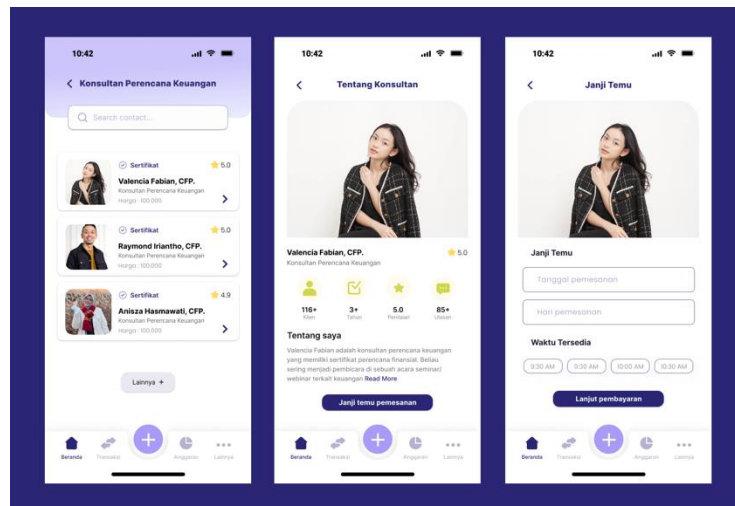 10:42
Konsultan Perencana Keuangan
Search contact...
Sertifikat 5.0
Valencia Fabian, CFP.
Konsultan Perencana Keuangan
Harga : 100.000
Sertifikat 5.0
Raymond Iriantho, CFP.
Konsultan Perencana Keuangan
Harga : 100.000
Sertifikat 4.9
Anisza Hasmawati, CFP.
Konsultan Perencana Keuangan
Harga : 100.000
Lainnya +
Beranda Transaksi + Anggaran Lainnya
10:42
Tentang Konsultan
Valencia Fabian, CFP. 5.0
Konsultan Perencana Keuangan
116+ 3+ 5.0 85+
Klien Tahun Penilaian Ulasan
Tentang saya
Valencia Fabian adalah konsultan perencana keuangan
yang memiliki sertifikat perencana finansial. Beliau
sering menjadi pembicara di sebuah acara seminar/
webinar terkait keuangan Read More
Janji temu pemesanan
Beranda Transaksi + Anggaran Lainnya
10:42
Janji Temu
Janji Temu
Tanggal pemesanan
Hari pemesanan
Waktu Tersedia
9:30 AM 9:30 AM 10:00 AM 10:30 AM
Lanjut pembayaran
Beranda Transaksi + Anggaran Lainnya